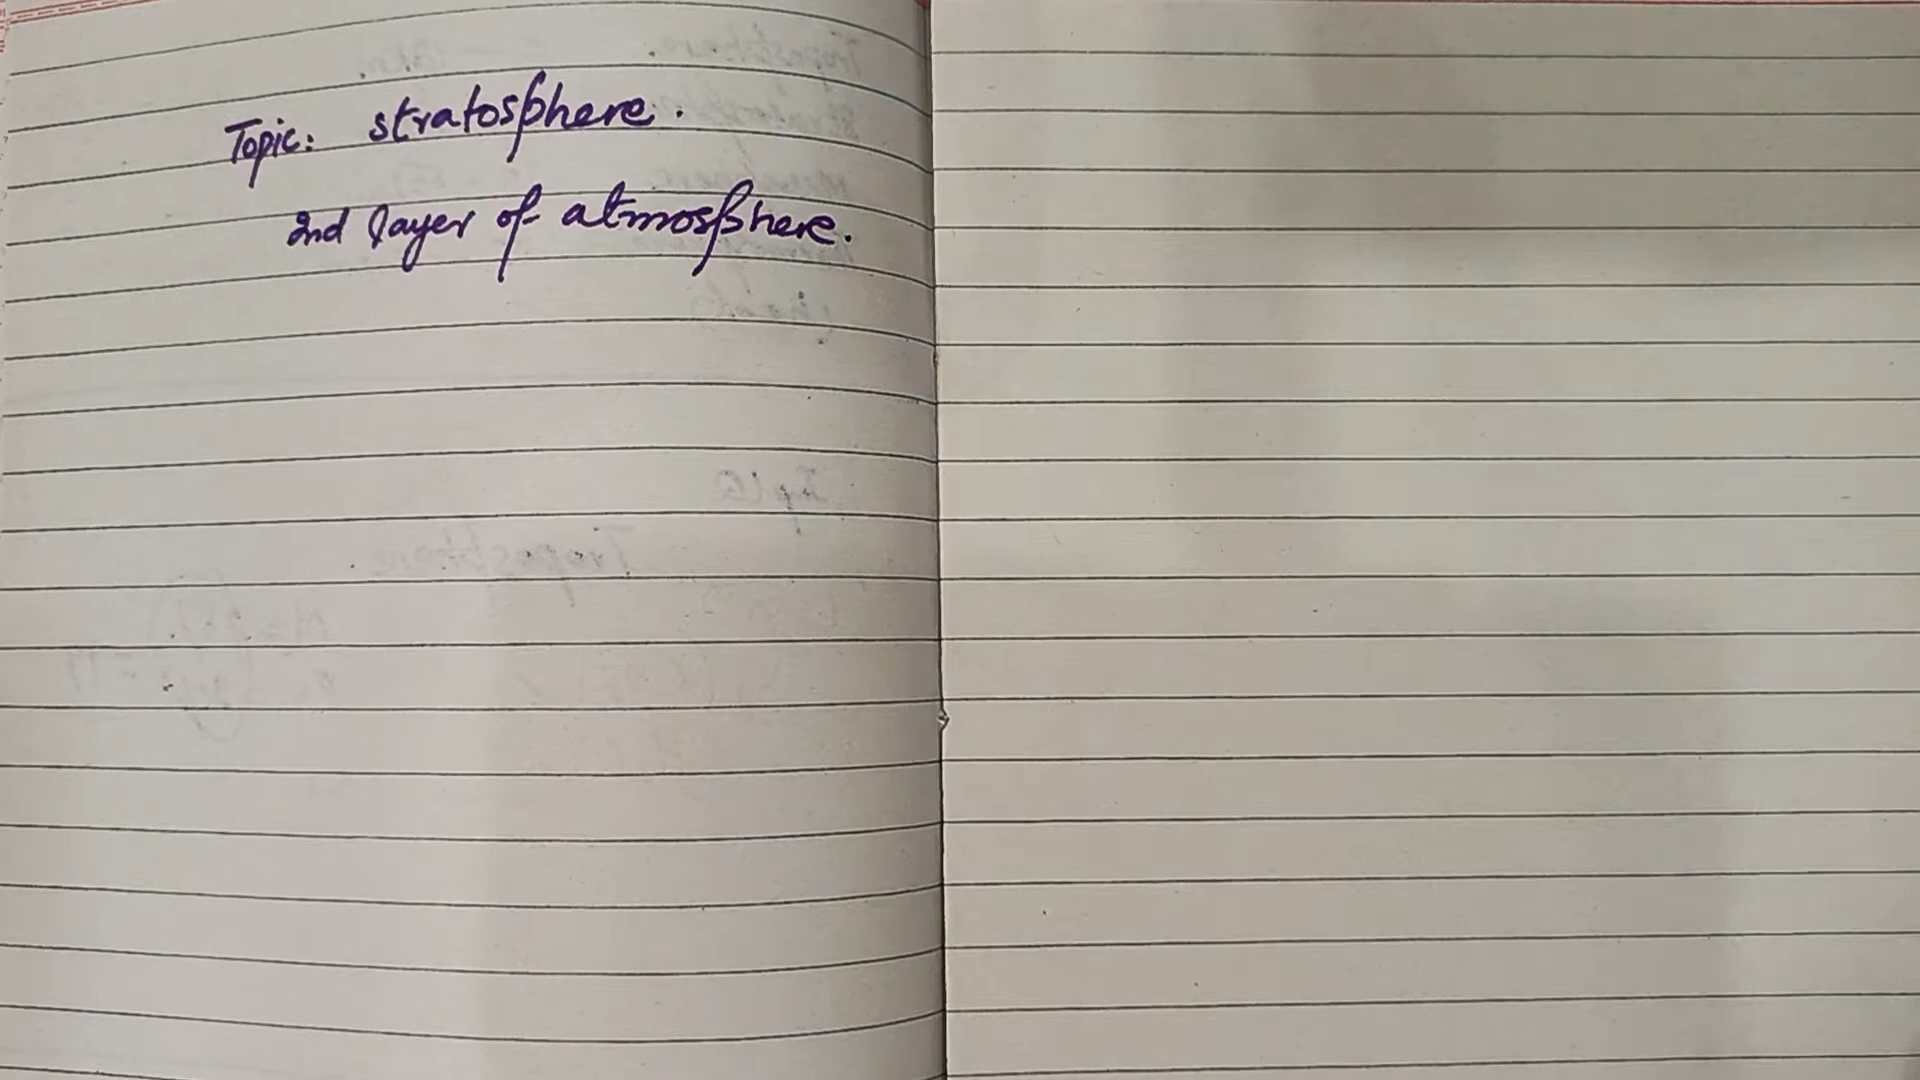 Topic: stratosphere.
2nd layer of atmosphere.